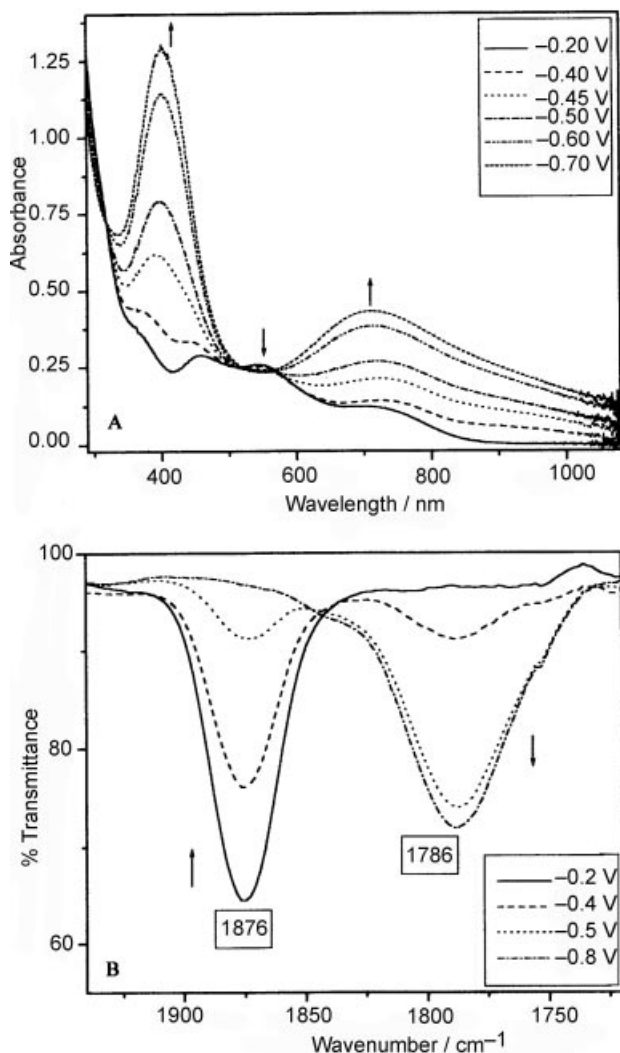 1.25
1.00
0.75
0.50
0.25
0.00
Absorbance
A
–0.20 V
–0.40 V
–0.45 V
–0.50 V
–0.60 V
–0.70 V
400
600
800
1000
Wavelength / nm
100
80
60
% Transmittance
B
1876
1786
–0.2 V
–0.4 V
–0.5 V
–0.8 V
1900
1850
1800
1750
Wavenumber / cm⁻¹